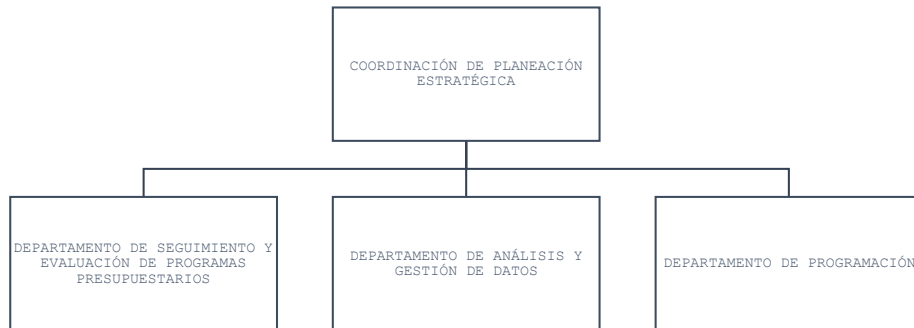 COORDINACIÓN DE PLANEACIÓN
ESTRATÉGICA
DEPARTAMENTO DE SEGUIMIENTO Y
EVALUACIÓN DE PROGRAMAS
PRESUPUESTARIOS
DEPARTAMENTO DE ANÁLISIS Y
GESTIÓN DE DATOS
DEPARTAMENTO DE PROGRAMACIÓN